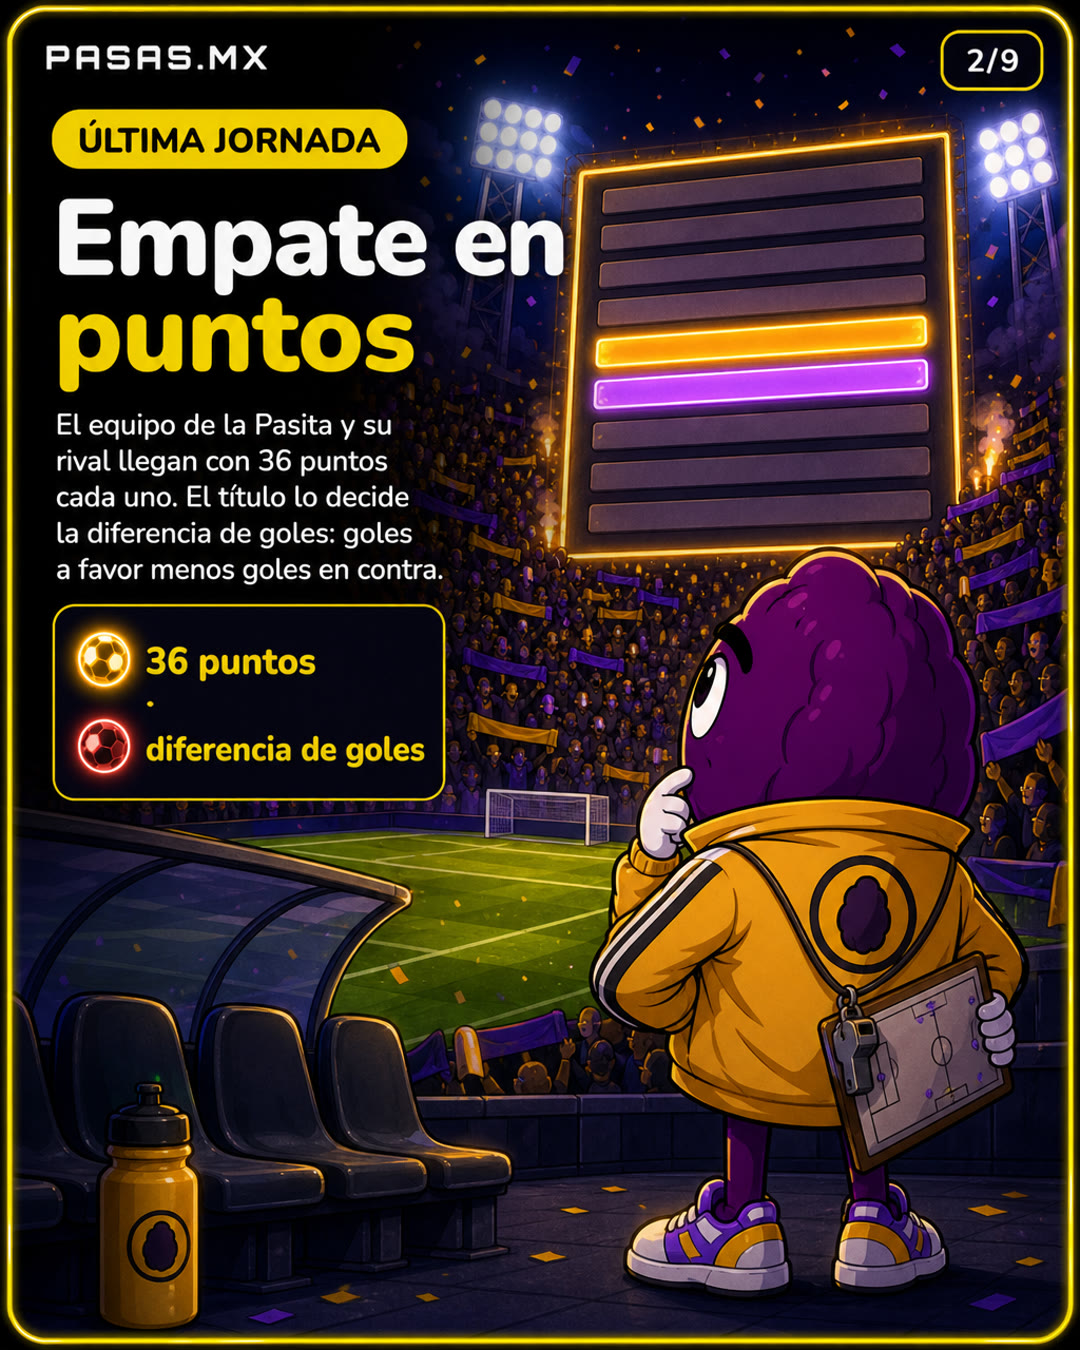 PASAS.MX
2/9
ÚLTIMA JORNADA
Empate en
puntos
El equipo de la Pasita y su
rival llegan con 36 puntos
cada uno. El título lo decide
la diferencia de goles: goles
a favor menos goles en contra.
36 puntos
·
diferencia de goles